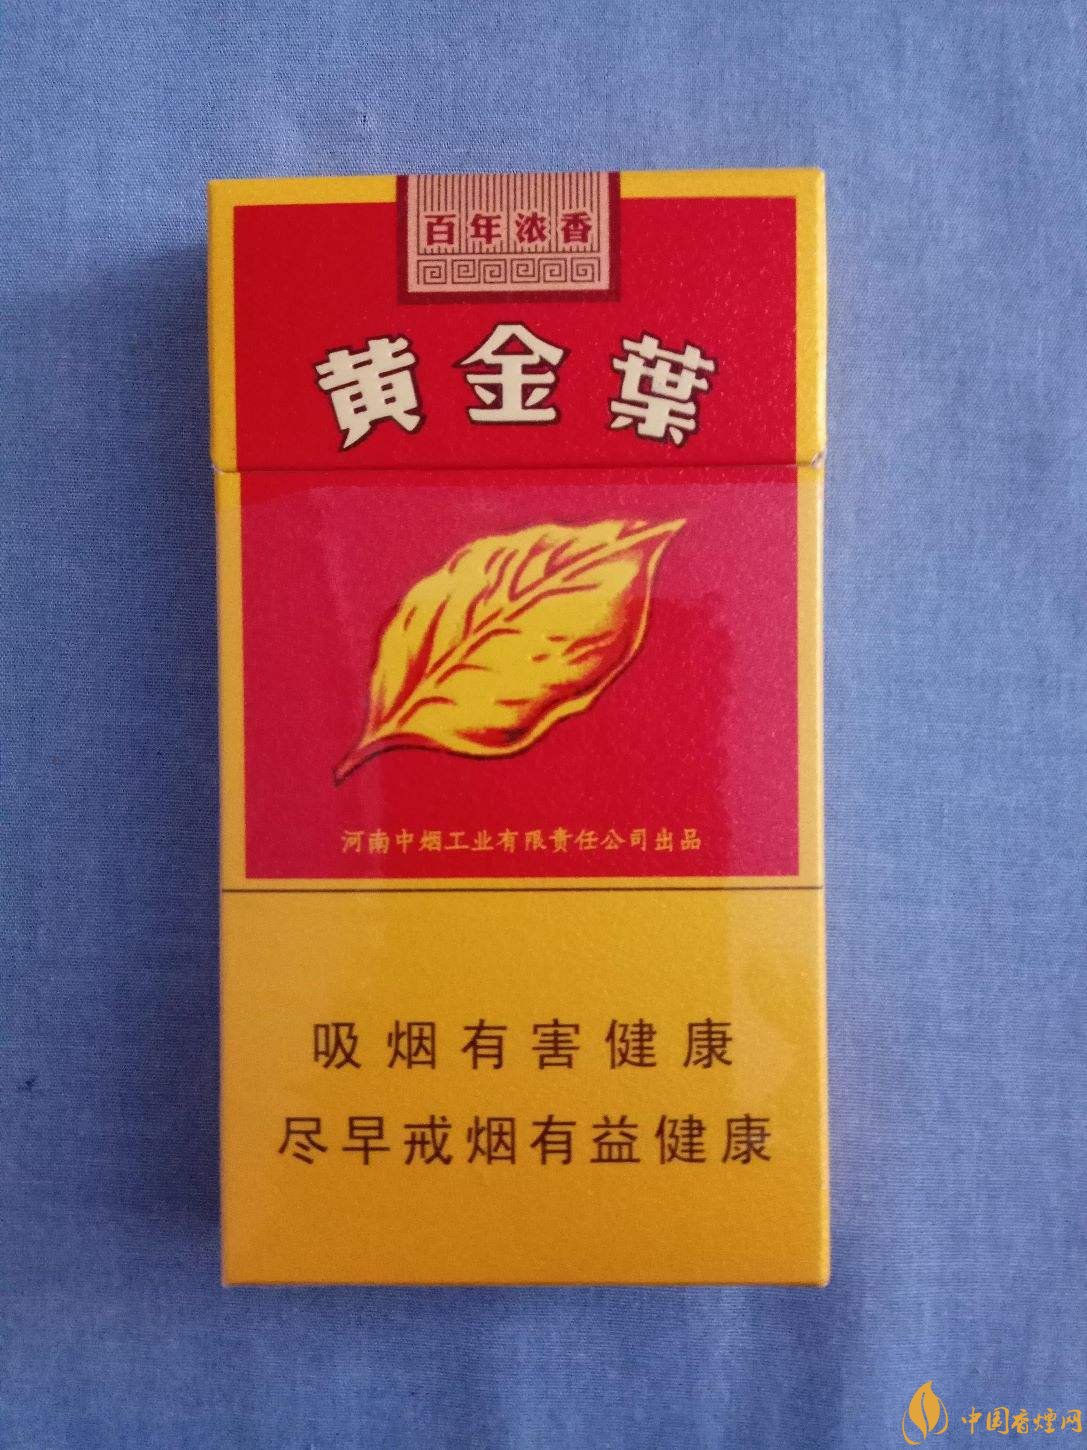 百年浓香
黄金葉
河南中烟工业有限责任公司出品
吸烟有害健康
尽早戒烟有益健康
中国香烟网